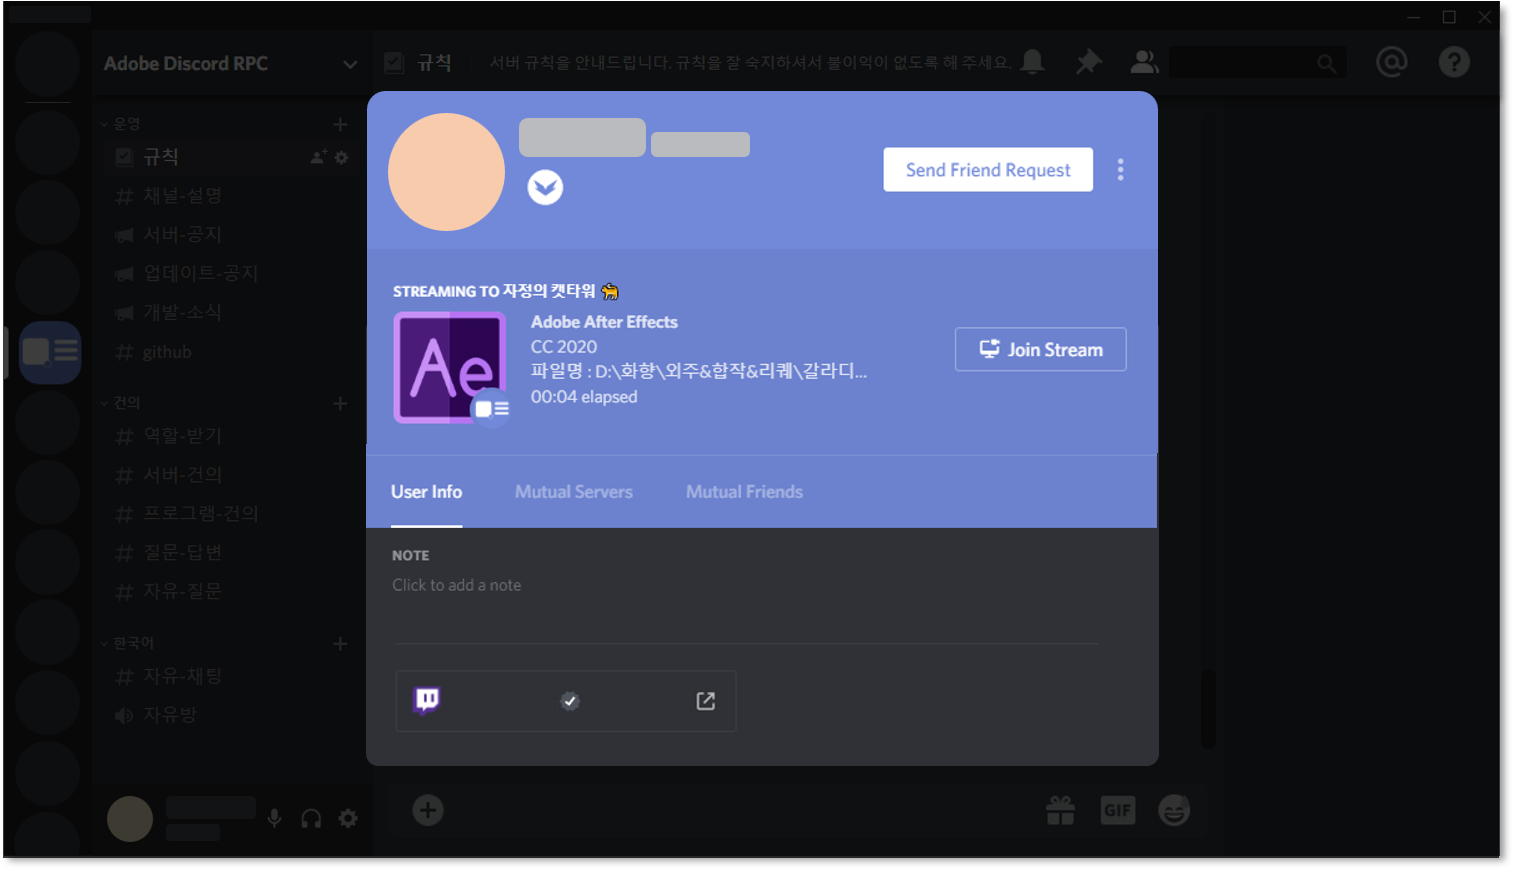 Adobe Discord RPC
규칙
서버 규칙을 안내드립니다. 규칙을 잘 숙지하셔서 불이익이 없도록 해 주세요.
운영
규칙
채널-설명
서버-공지
업데이트-공지
개발-소식
github
건의
역할-받기
서버-건의
프로그램-건의
질문-답변
자유-질문
한국어
자유-채팅
자유방
Send Friend Request
STREAMING TO 자정의 캣타워 🐈
Ae
Adobe After Effects
CC 2020
파일명 : D:\화향\외주&합작&리퀘\갈라디...
00:04 elapsed
Join Stream
User Info
Mutual Servers
Mutual Friends
NOTE
Click to add a note
GIF